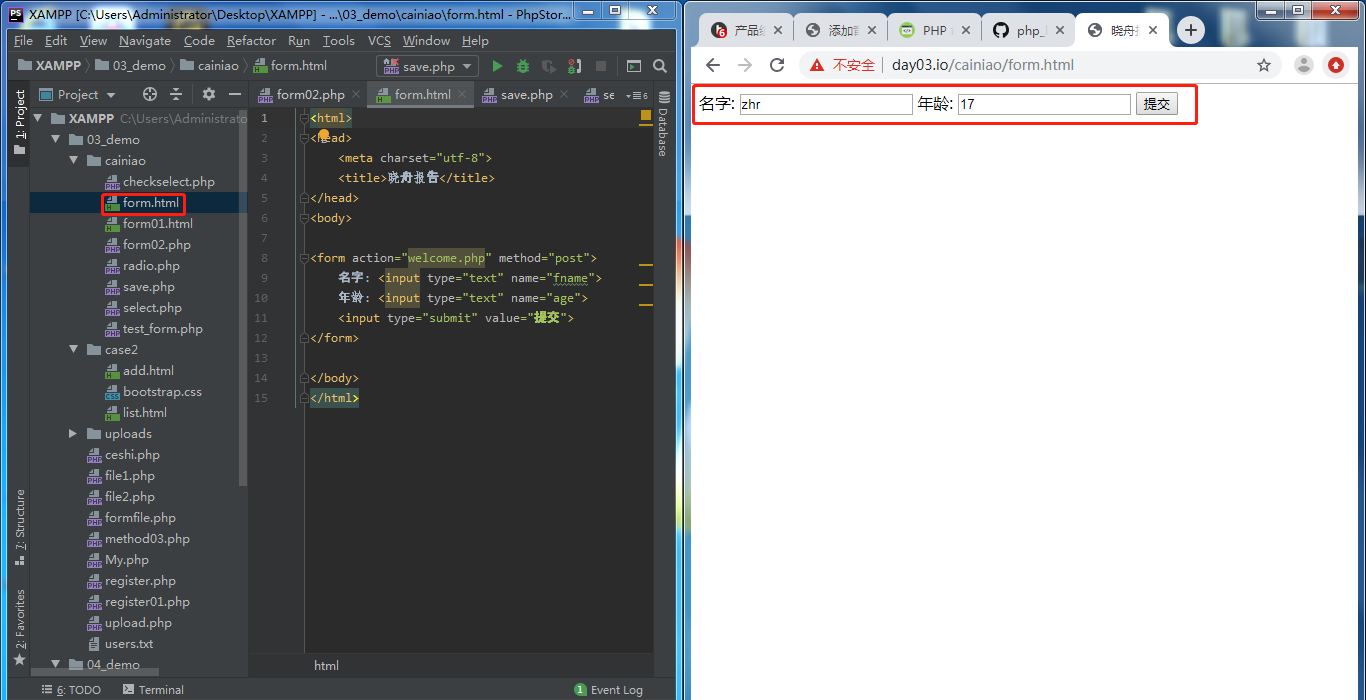 XAMPP [C:\Users\Administrator\Desktop\XAMPP] - ...\03_demo\cainiao\form.html - PhpStor...
File Edit View Navigate Code Refactor Run Tools VCS Window Help
XAMPP 03_demo cainiao form.html save.php
1: Project
Project
XAMPP C:\Users\Administrato
03_demo
cainiao
checkselect.php
form.html
form01.html
form02.php
radio.php
save.php
select.php
test_form.php
case2
add.html
bootstrap.css
list.html
uploads
ceshi.php
file1.php
file2.php
formfile.php
method03.php
My.php
register.php
register01.php
upload.php
users.txt
04_demo
7: Structure
2: Favorites
form02.php form.html save.php se 6
Database
1 <html>
2 <head>
3 <meta charset="utf-8">
4 <title>晓舟报告</title>
5 </head>
6 <body>
7
8 <form action="welcome.php" method="post">
9 名字: <input type="text" name="fname">
10 年龄: <input type="text" name="age">
11 <input type="submit" value="提交">
12 </form>
13
14 </body>
15 </html>
html
6: TODO Terminal 1 Event Log
添加 PHP php_
不安全 day03.io/cainiao/form.html
名字: zhr 年龄: 17 提交